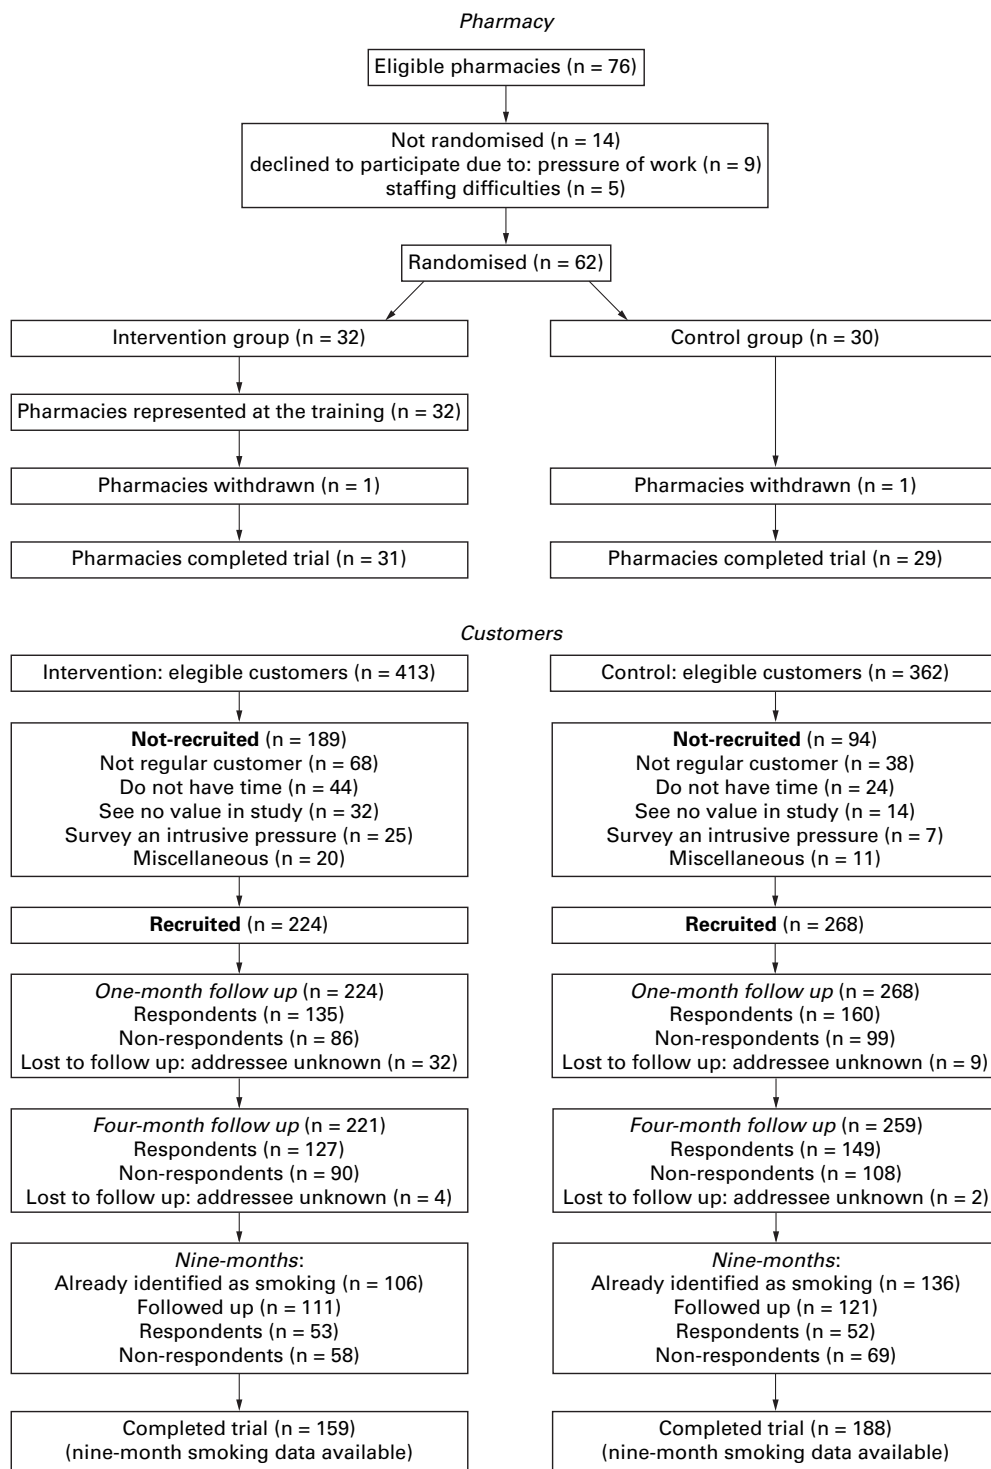 Pharmacy
Eligible pharmacies (n = 76)
Not randomised (n = 14)
declined to participate due to: pressure of work (n = 9)
staffing difficulties (n = 5)
Randomised (n = 62)
Intervention group (n = 32)
Control group (n = 30)
Pharmacies represented at the training (n = 32)
Pharmacies withdrawn (n = 1)
Pharmacies withdrawn (n = 1)
Pharmacies completed trial (n = 31)
Pharmacies completed trial (n = 29)
Customers
Intervention: elegible customers (n = 413)
Control: elegible customers (n = 362)
Not-recruited (n = 189)
Not regular customer (n = 68)
Do not have time (n = 44)
See no value in study (n = 32)
Survey an intrusive pressure (n = 25)
Miscellaneous (n = 20)
Not-recruited (n = 94)
Not regular customer (n = 38)
Do not have time (n = 24)
See no value in study (n = 14)
Survey an intrusive pressure (n = 7)
Miscellaneous (n = 11)
Recruited (n = 224)
Recruited (n = 268)
One-month follow up (n = 224)
Respondents (n = 135)
Non-respondents (n = 86)
Lost to follow up: addressee unknown (n = 32)
One-month follow up (n = 268)
Respondents (n = 160)
Non-respondents (n = 99)
Lost to follow up: addressee unknown (n = 9)
Four-month follow up (n = 221)
Respondents (n = 127)
Non-respondents (n = 90)
Lost to follow up: addressee unknown (n = 4)
Four-month follow up (n = 259)
Respondents (n = 149)
Non-respondents (n = 108)
Lost to follow up: addressee unknown (n = 2)
Nine-months:
Already identified as smoking (n = 106)
Followed up (n = 111)
Respondents (n = 53)
Non-respondents (n = 58)
Nine-months:
Already identified as smoking (n = 136)
Followed up (n = 121)
Respondents (n = 52)
Non-respondents (n = 69)
Completed trial (n = 159)
(nine-month smoking data available)
Completed trial (n = 188)
(nine-month smoking data available)